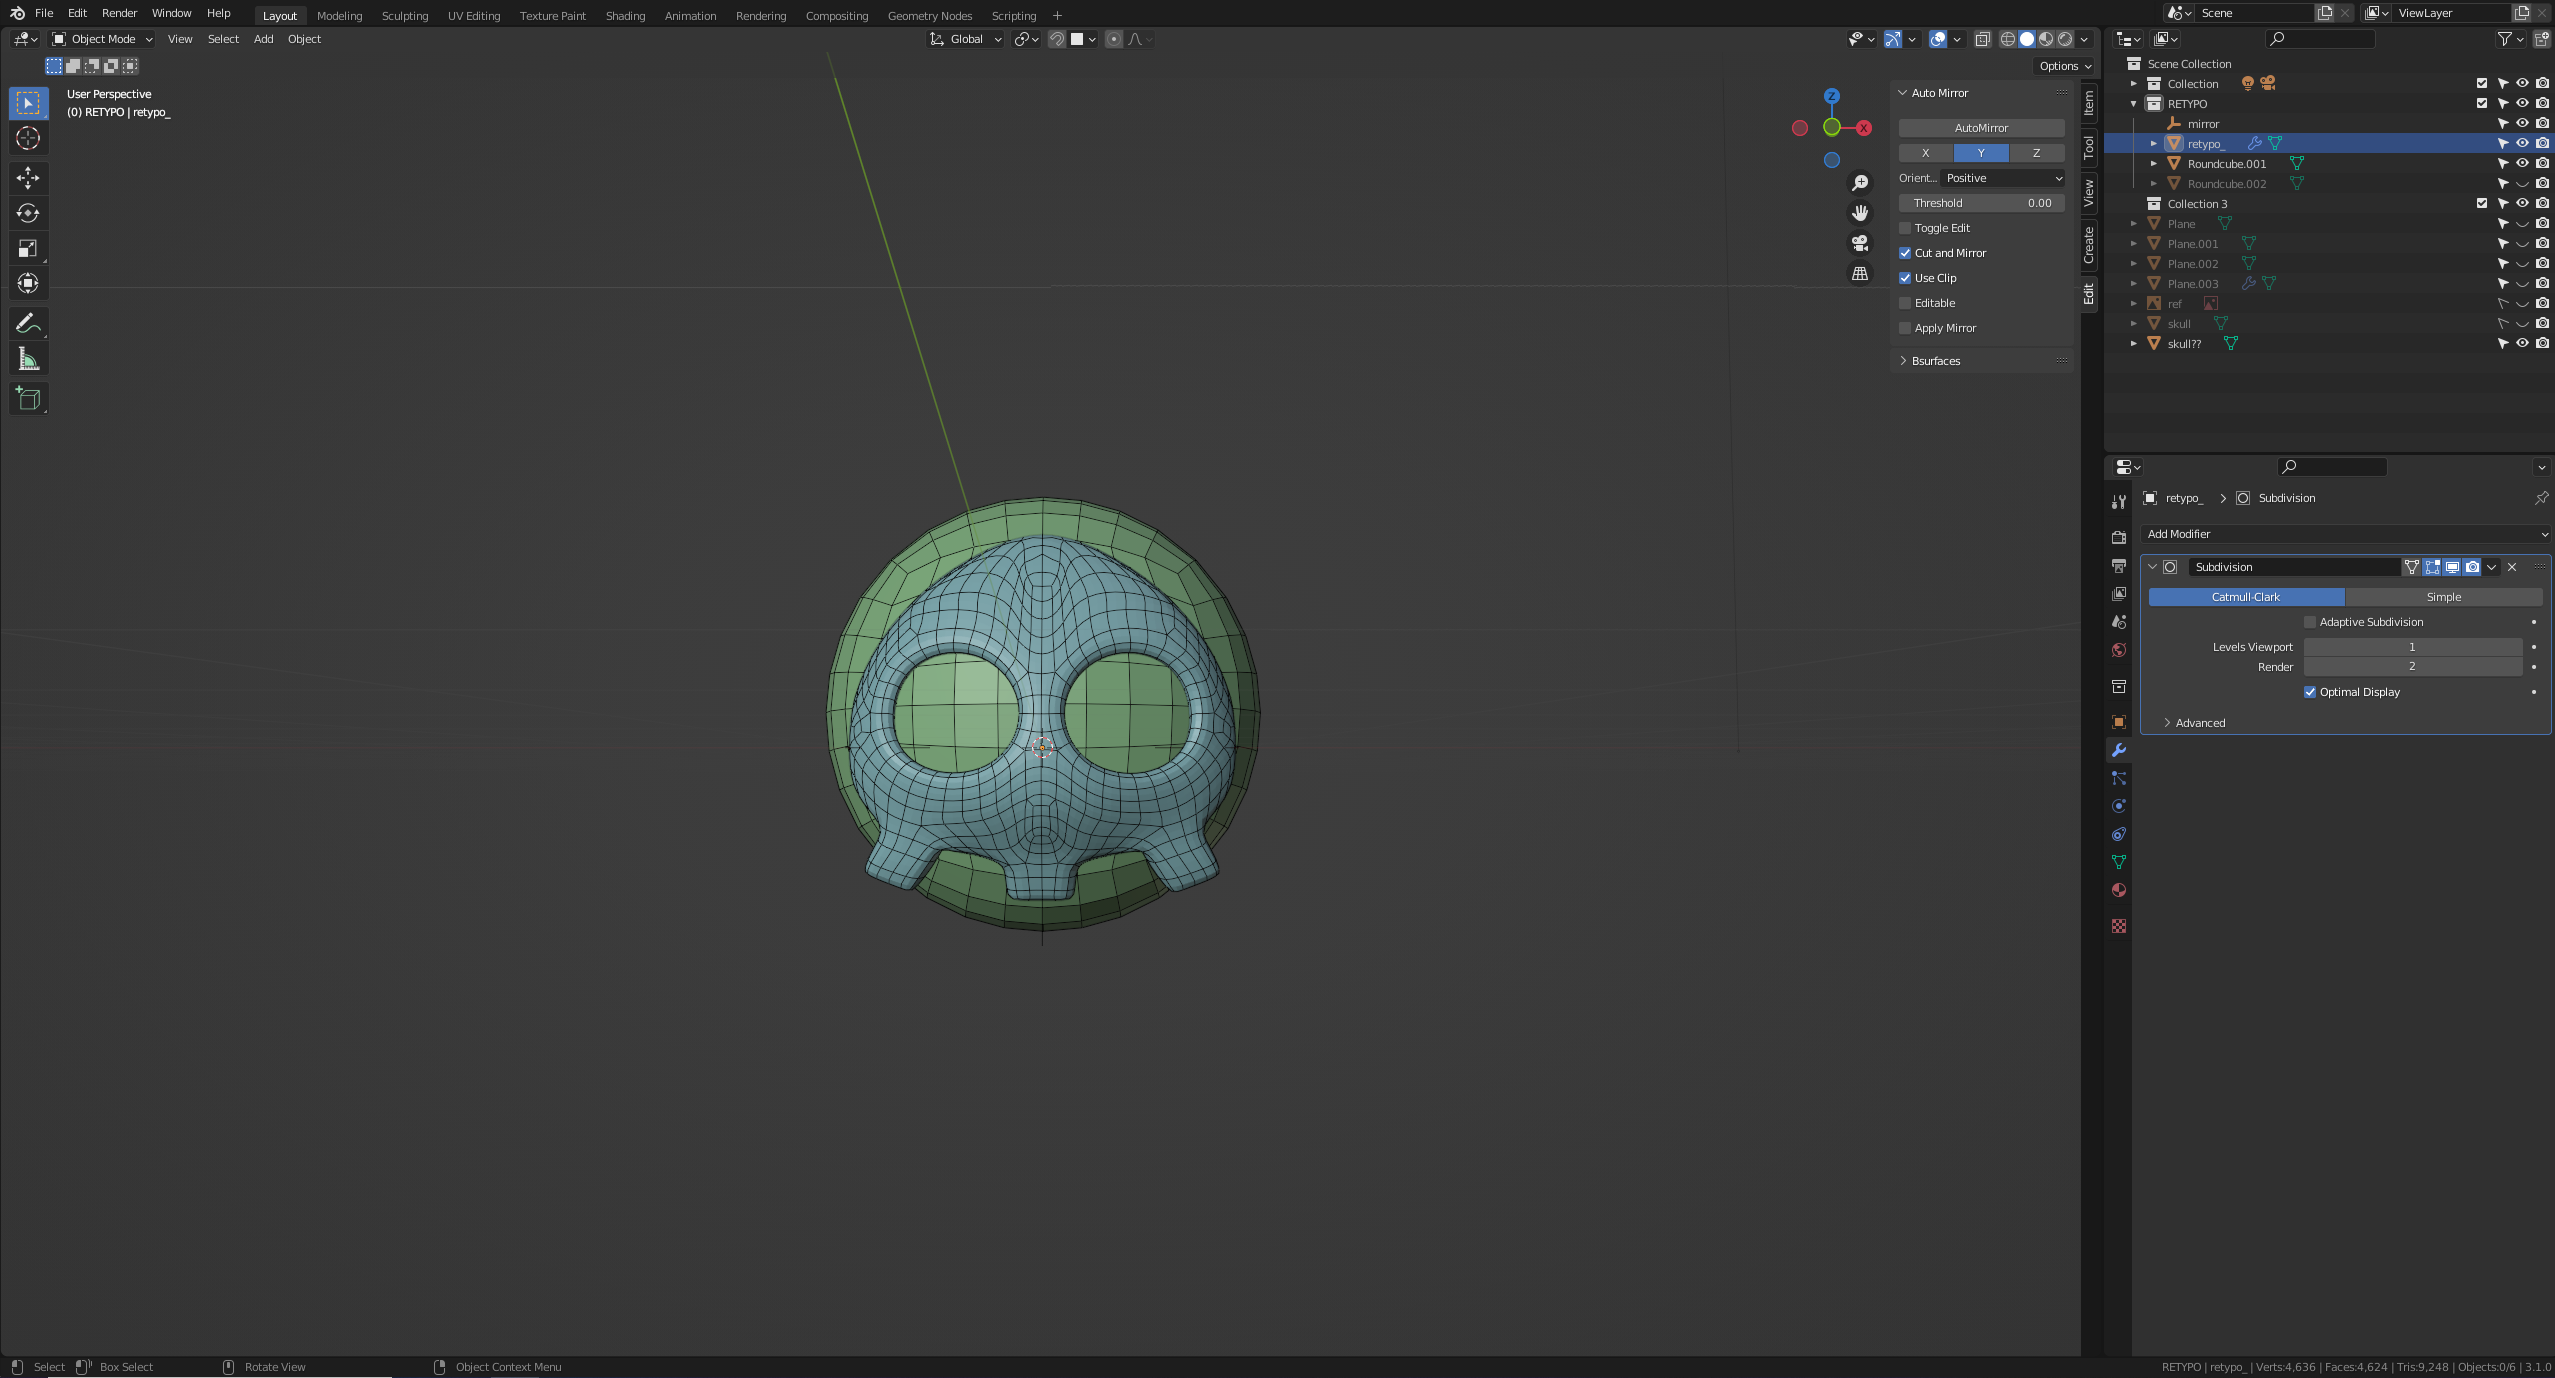 File Edit Render Window Help Layout Modeling Sculpting UV Editing Texture Paint Shading Animation Rendering Compositing Geometry Nodes Scripting + Scene ViewLayer
Object Mode View Select Add Object Global
Options
User Perspective
(0) RETYPO | retypo_
Z
X
Auto Mirror
AutoMirror
X Y Z
Orient... Positive
Threshold 0.00
Toggle Edit
Cut and Mirror
Use Clip
Editable
Apply Mirror
Bsurfaces
Item
Tool
View
Create
Edit
Scene Collection
Collection
RETYPO
mirror
retypo_
Roundcube.001
Roundcube.002
Collection 3
Plane
Plane.001
Plane.002
Plane.003
ref
skull
skull??
retypo_ Subdivision
Add Modifier
Subdivision
Catmull-Clark Simple
Adaptive Subdivision
Levels Viewport 1
Render 2
Optimal Display
Advanced
Select Box Select Rotate View Object Context Menu RETYPO | retypo_ | Verts:4,636 | Faces:4,624 | Tris:9,248 | Objects:0/6 | 3.1.0